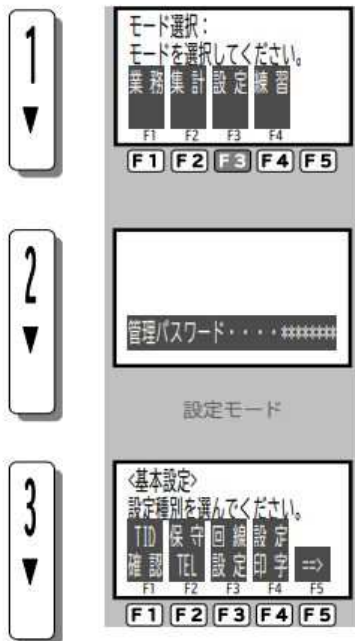 1
モード選択：
モードを選択してください。
業務 集計 設定 練習
F1 F2 F3 F4
F1 F2 F3 F4 F5
2
管理パスワード・・・・********
設定モード
3
<基本設定>
設定種別を選んでください。
TID 保守 回線 設定
確認 TEL 設定 印字 ==>
F1 F2 F3 F4 F5
F1 F2 F3 F4 F5